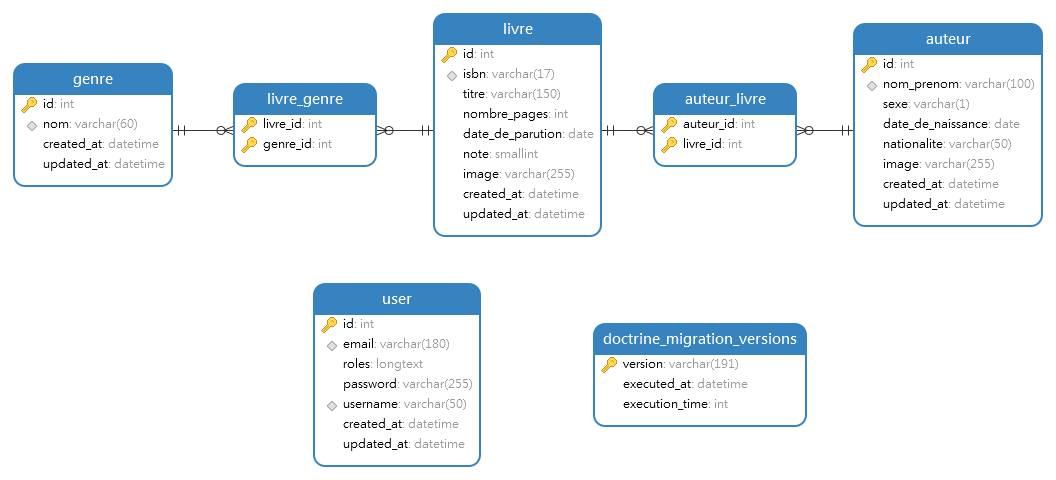 genre
id: int
nom: varchar(60)
created_at: datetime
updated_at: datetime
livre_genre
livre_id: int
genre_id: int
livre
id: int
isbn: varchar(17)
titre: varchar(150)
nombre_pages: int
date_de_parution: date
note: smallint
image: varchar(255)
created_at: datetime
updated_at: datetime
auteur_livre
auteur_id: int
livre_id: int
auteur
id: int
nom_prenom: varchar(100)
sexe: varchar(1)
date_de_naissance: date
nationalite: varchar(50)
image: varchar(255)
created_at: datetime
updated_at: datetime
user
id: int
email: varchar(180)
roles: longtext
password: varchar(255)
username: varchar(50)
created_at: datetime
updated_at: datetime
doctrine_migration_versions
version: varchar(191)
executed_at: datetime
execution_time: int